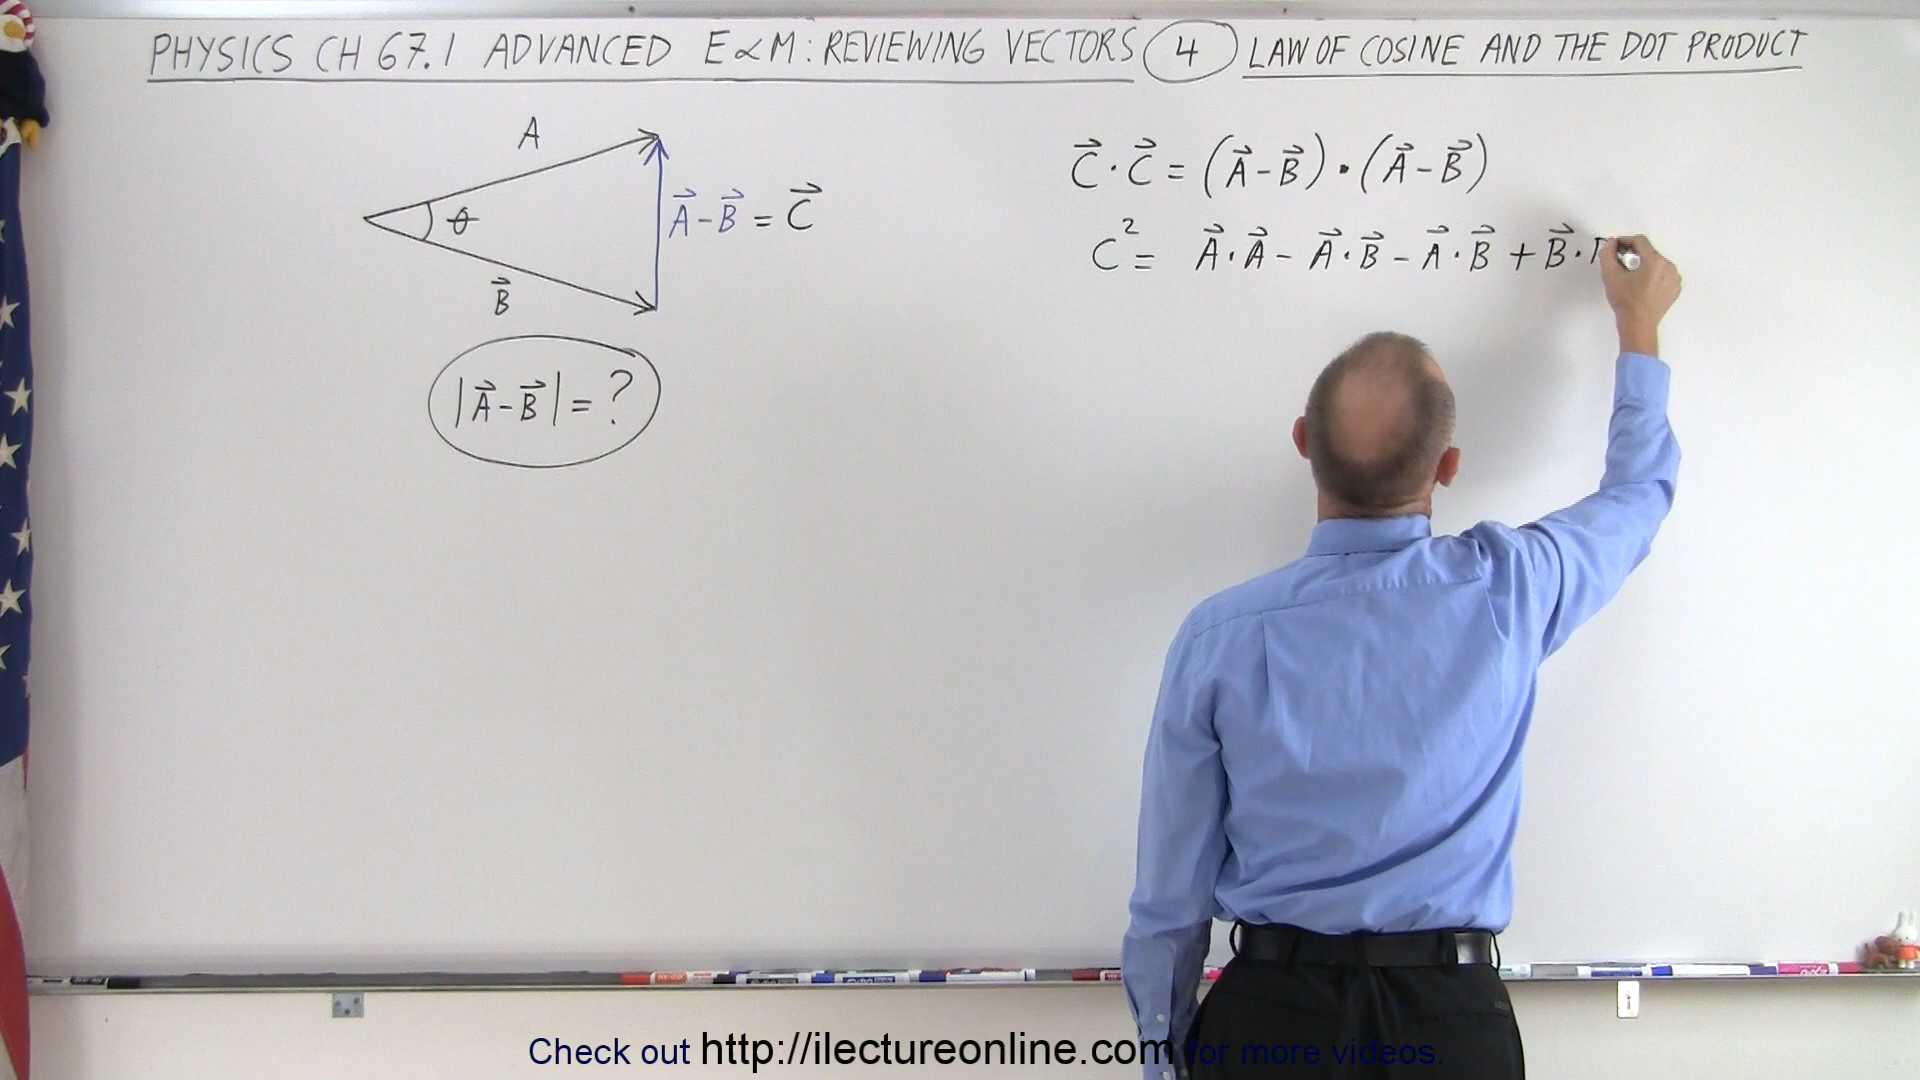 PHYSICS CH 67.1 ADVANCED E∝M: REVIEWING VECTORS 4 LAW OF COSINE AND THE DOT PRODUCT
A
θ
B⃗
A⃗ - B⃗ = C⃗
|A⃗ - B⃗| = ?
C⃗ · C⃗ = (A⃗ - B⃗) · (A⃗ - B⃗)
C² = A⃗ · A⃗ - A⃗ · B⃗ - A⃗ · B⃗ + B⃗ ·
Check out http://ilectureonline.com for more videos.